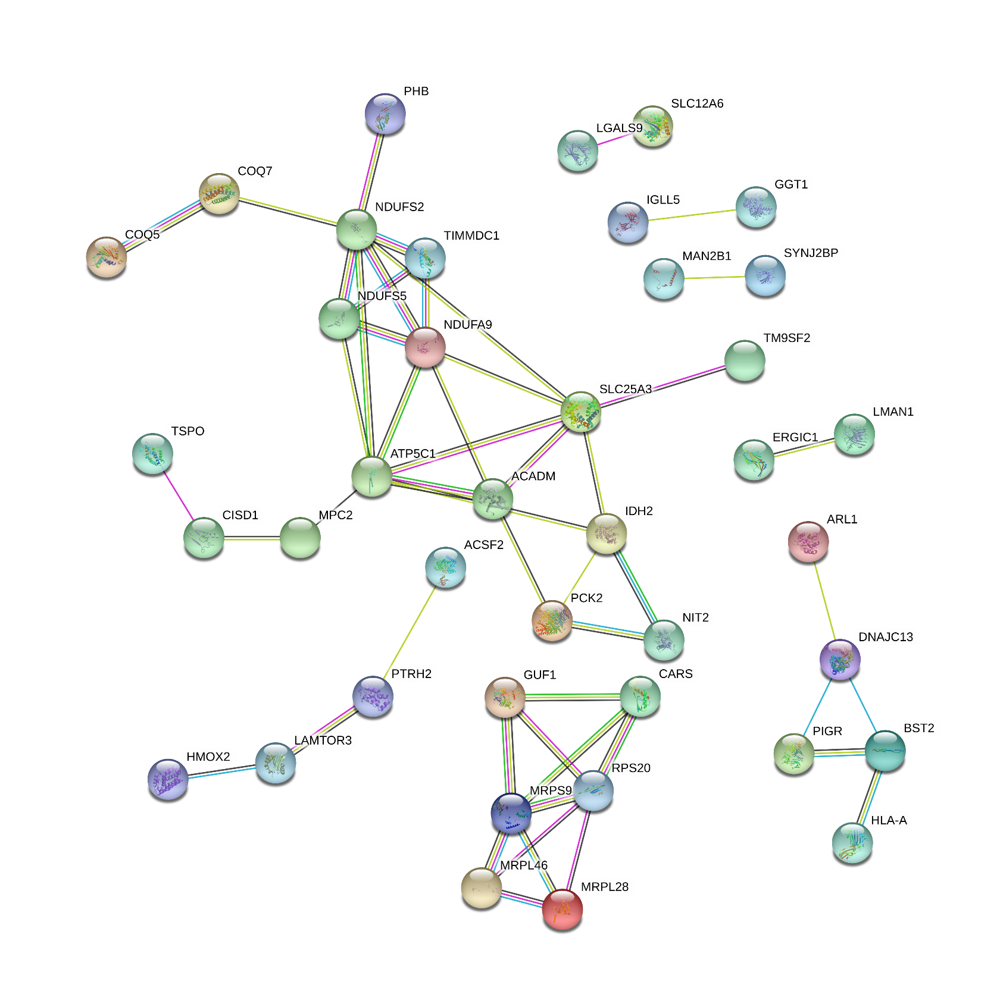 PHB
SLC12A6
LGALS9
COQ7
GGT1
IGLL5
NDUFS2
COQ5
TIMMDC1
MAN2B1
SYNJ2BP
NDUFS5
NDUFA9
TM9SF2
SLC25A3
LMAN1
TSPO
ERGIC1
ATP5C1
ACADM
CISD1
MPC2
IDH2
ARL1
ACSF2
PCK2
NIT2
DNAJC13
PTRH2
GUF1
CARS
LAMTOR3
PIGR
BST2
HMOX2
RPS20
MRPS9
HLA-A
MRPL46
MRPL28